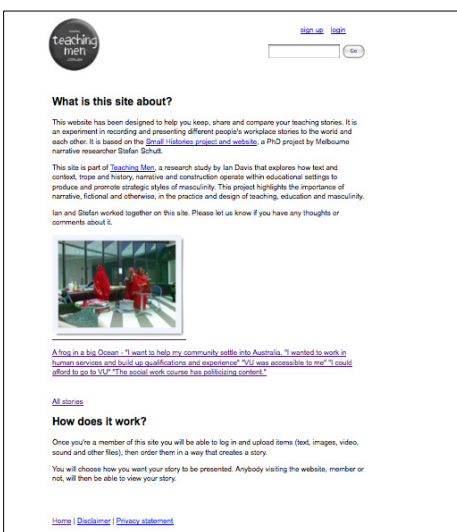 teaching
men
.com.au
sign up login
Go
What is this site about?
This website has been designed to help you keep, share and compare your teaching stories. It is
an experiment in recording and presenting different people's workplace stories to the world and
each other. It is based on the Small Histories project and website, a PhD project by Melbourne
narrative researcher Stefan Schutt.
This site is part of Teaching Men, a research study by Ian Davis that explores how text and
context, trope and history, narrative and construction operate within educational settings to
produce and promote strategic styles of masculinity. This project highlights the importance of
narrative, fictional and otherwise, in the practice and design of teaching, education and masculinity.
Ian and Stefan worked together on this site. Please let us know if you have any thoughts or
comments about it.
A frog in a big Ocean - "I want to help my community settle into Australia. "I wanted to work in
human services and build up qualifications and experience" "VU was accessible to me" "I could
afford to go to VU" "The social work course has politicizing content."
All stories
How does it work?
Once you're a member of this site you will be able to log in and upload items (text, images, video,
sound and other files), then order them in a way that creates a story.
You will choose how you want your story to be presented. Anybody visiting the website, member or
not, will then be able to view your story.
Home | Disclaimer | Privacy statement